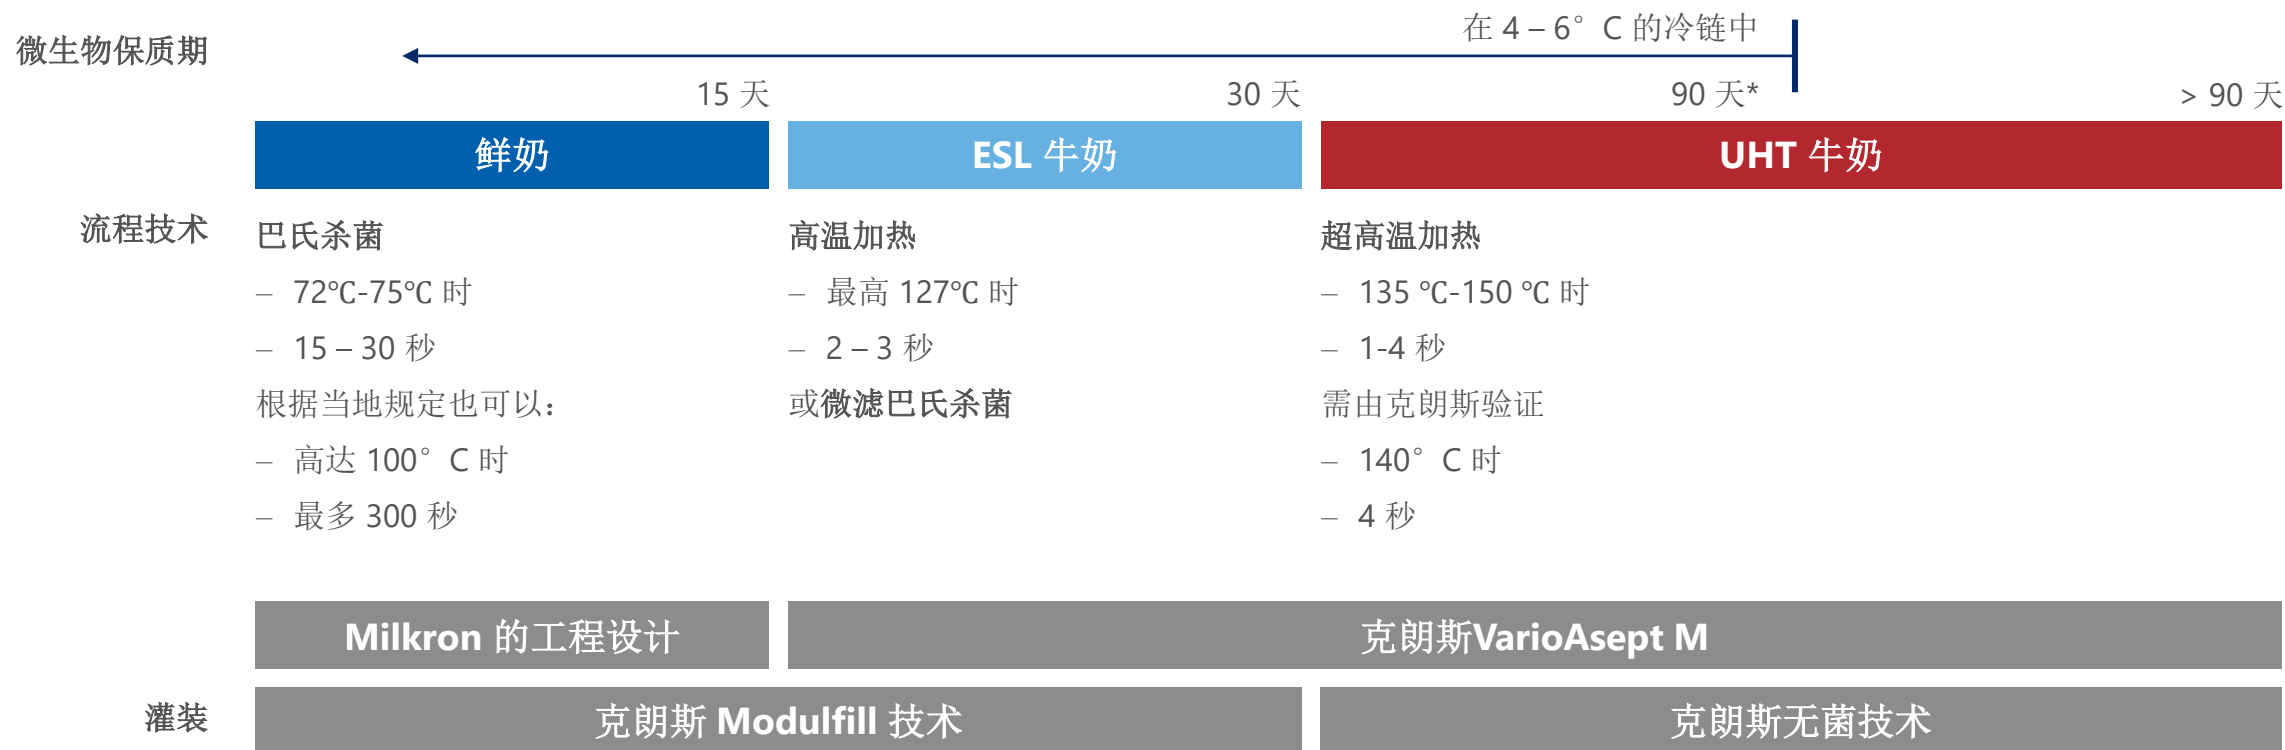 在 4 – 6° C 的冷链中
微生物保质期
15 天
30 天
90 天*
> 90 天
鲜奶
ESL 牛奶
UHT 牛奶
流程技术
巴氏杀菌
– 72℃-75℃ 时
– 15 – 30 秒
根据当地规定也可以:
– 高达 100° C 时
– 最多 300 秒
高温加热
– 最高 127℃ 时
– 2 – 3 秒
或微滤巴氏杀菌
超高温加热
– 135 ℃-150 ℃ 时
– 1-4 秒
需由克朗斯验证
– 140° C 时
– 4 秒
Milkron 的工程设计
克朗斯VarioAsept M
灌装
克朗斯 Modulfill 技术
克朗斯无菌技术